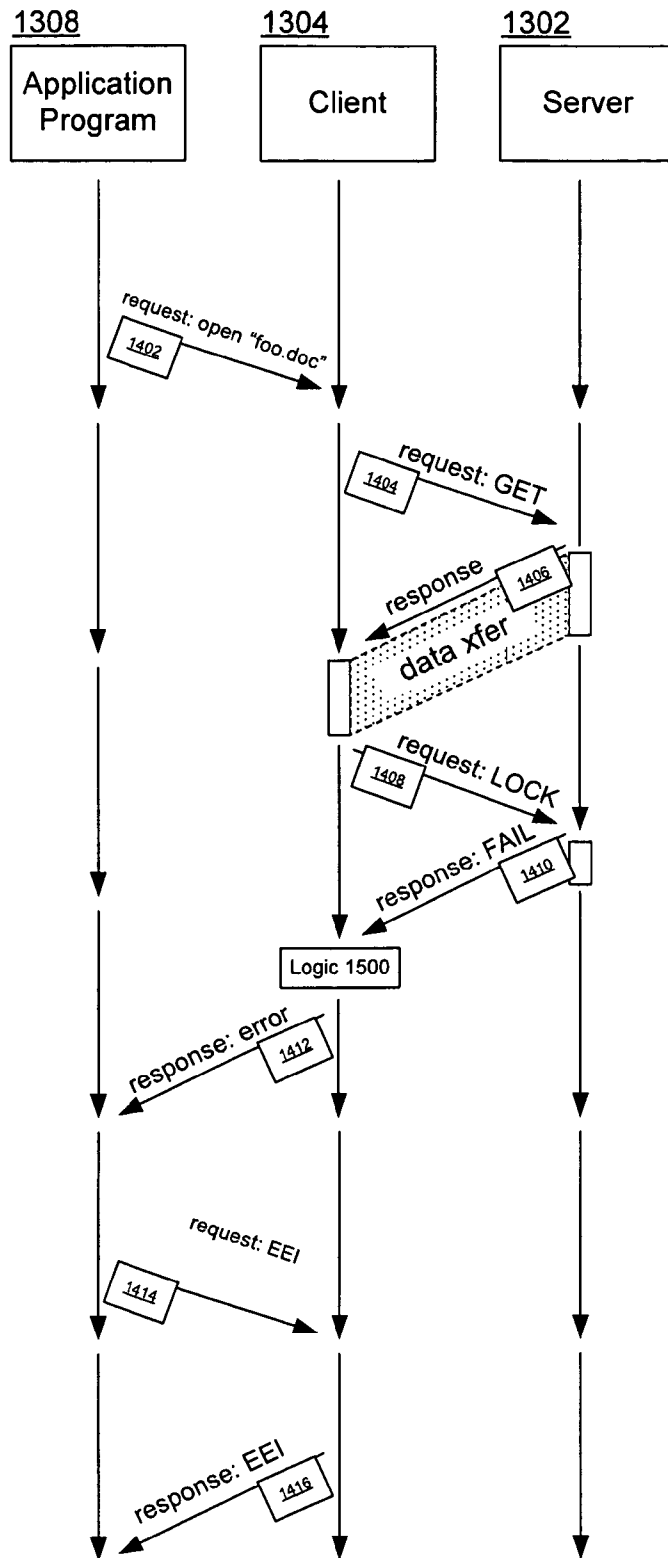 1308
1304
1302
Application
Program
Client
Server
request: open "foo.doc"
1402
request: GET
1404
response
1406
data xfer
request: LOCK
1408
response: FAIL
1410
Logic 1500
response: error
1412
request: EEI
1414
response: EEI
1416